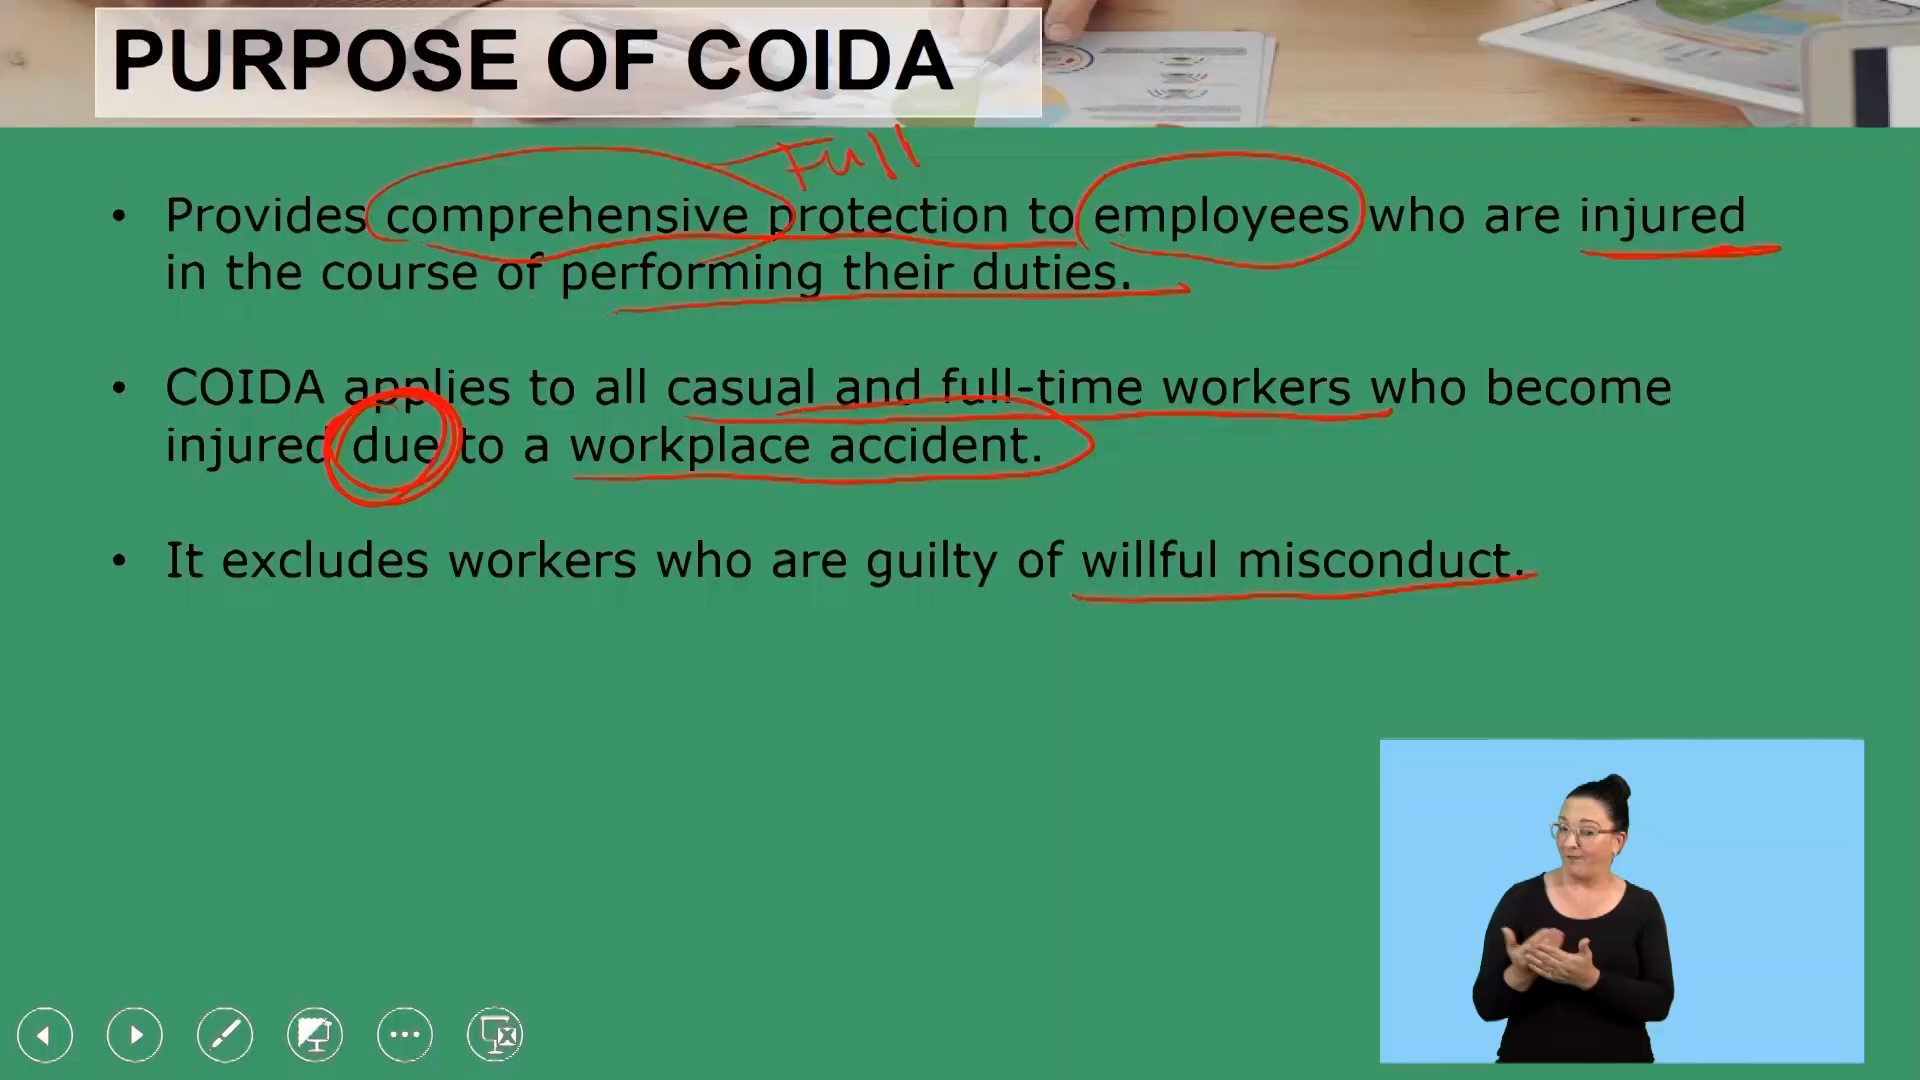 PURPOSE OF COIDA
Full
• Provides comprehensive protection to employees who are injured
in the course of performing their duties.
• COIDA applies to all casual and full-time workers who become
injured due to a workplace accident.
• It excludes workers who are guilty of willful misconduct.